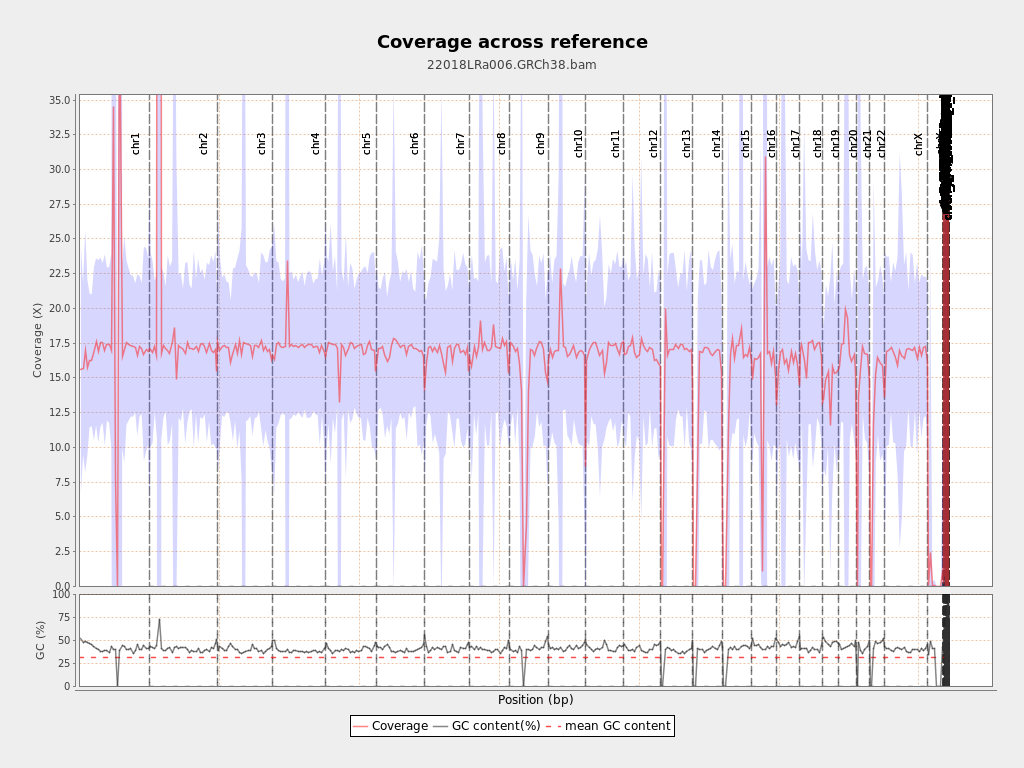 Coverage across reference
22018LRa006.GRCh38.bam
Coverage (X)
35.0
32.5
30.0
27.5
25.0
22.5
20.0
17.5
15.0
12.5
10.0
7.5
5.0
2.5
0.0
chr1
chr2
chr3
chr4
chr5
chr6
chr7
chr8
chr9
chr10
chr11
chr12
chr13
chr14
chr15
chr16
chr17
chr18
chr19
chr20
chr21
chr22
chrX
GC (%)
100
75
50
25
0
Position (bp)
Coverage GC content(%) mean GC content